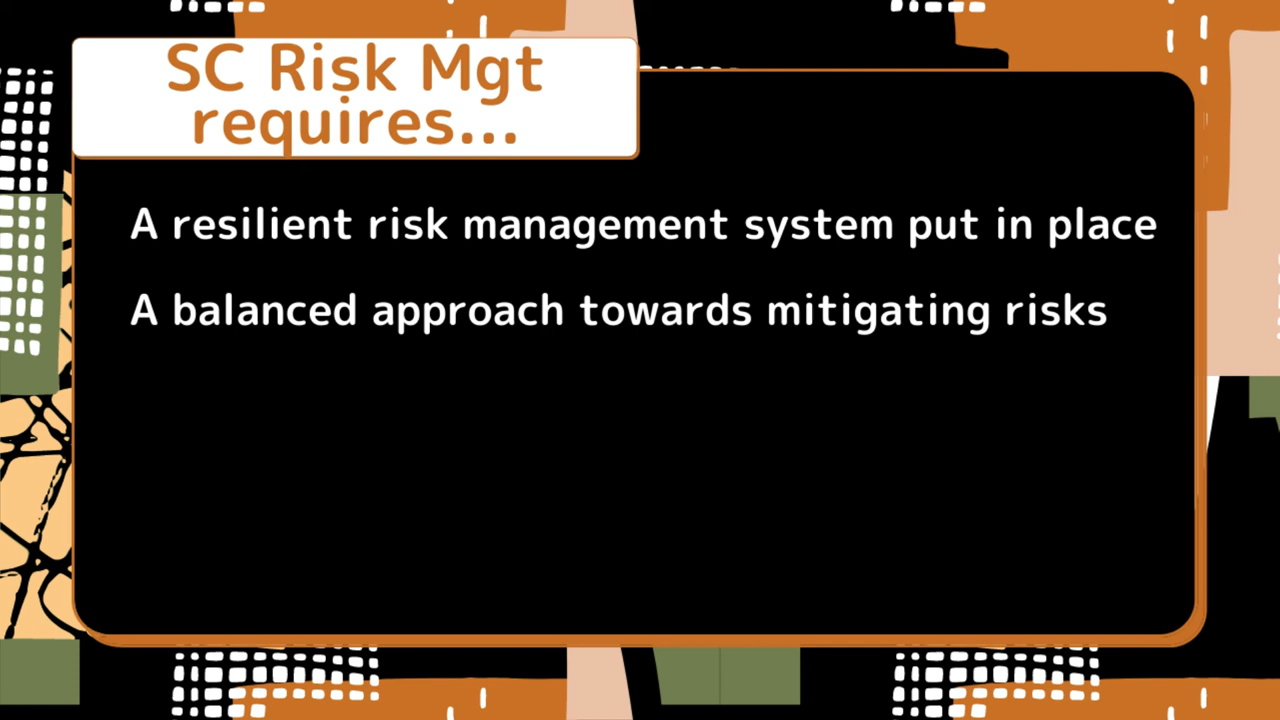 SC Risk Mgt
requires...
A resilient risk management system put in place
A balanced approach towards mitigating risks